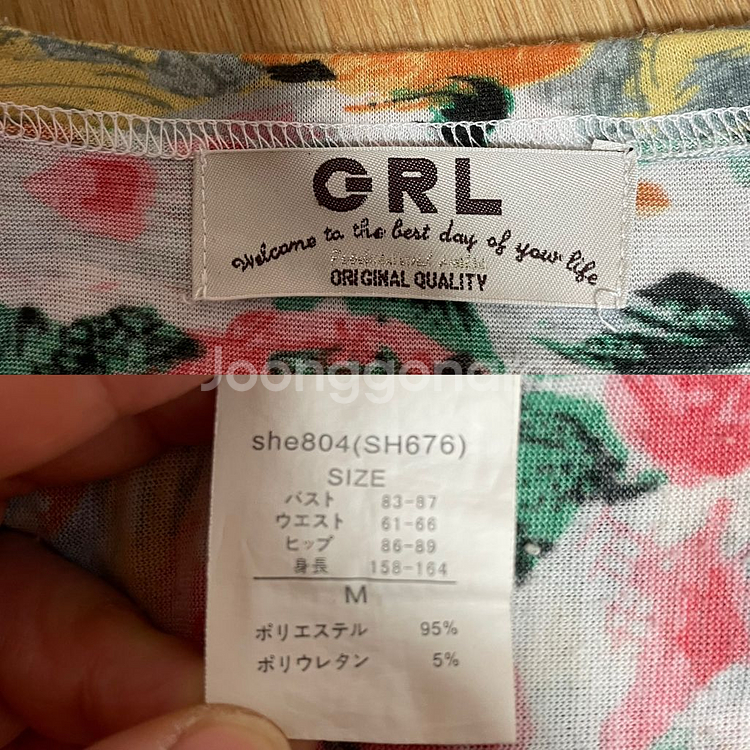 GRL
Welcome to the best day of your life
ORIGINAL QUALITY
Joonggona
she804(SH676)
SIZE
バスト 83-87
ウエスト 61-66
ヒップ 86-89
身長 158-164
M
ポリエステル 95%
ポリウレタン 5%